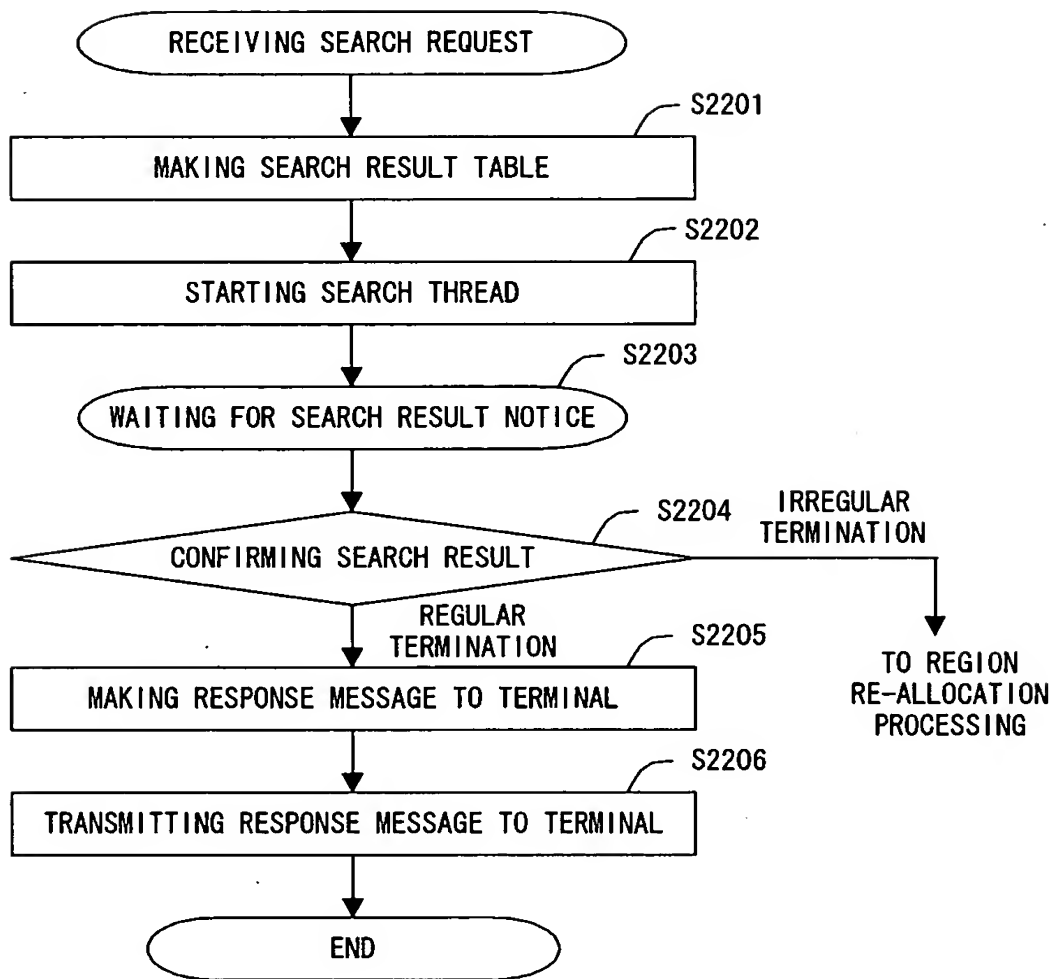 RECEIVING SEARCH REQUEST
S2201
MAKING SEARCH RESULT TABLE
S2202
STARTING SEARCH THREAD
S2203
WAITING FOR SEARCH RESULT NOTICE
S2204
IRREGULAR
TERMINATION
CONFIRMING SEARCH RESULT
REGULAR
TERMINATION
S2205
TO REGION
RE-ALLOCATION
PROCESSING
MAKING RESPONSE MESSAGE TO TERMINAL
S2206
TRANSMITTING RESPONSE MESSAGE TO TERMINAL
END